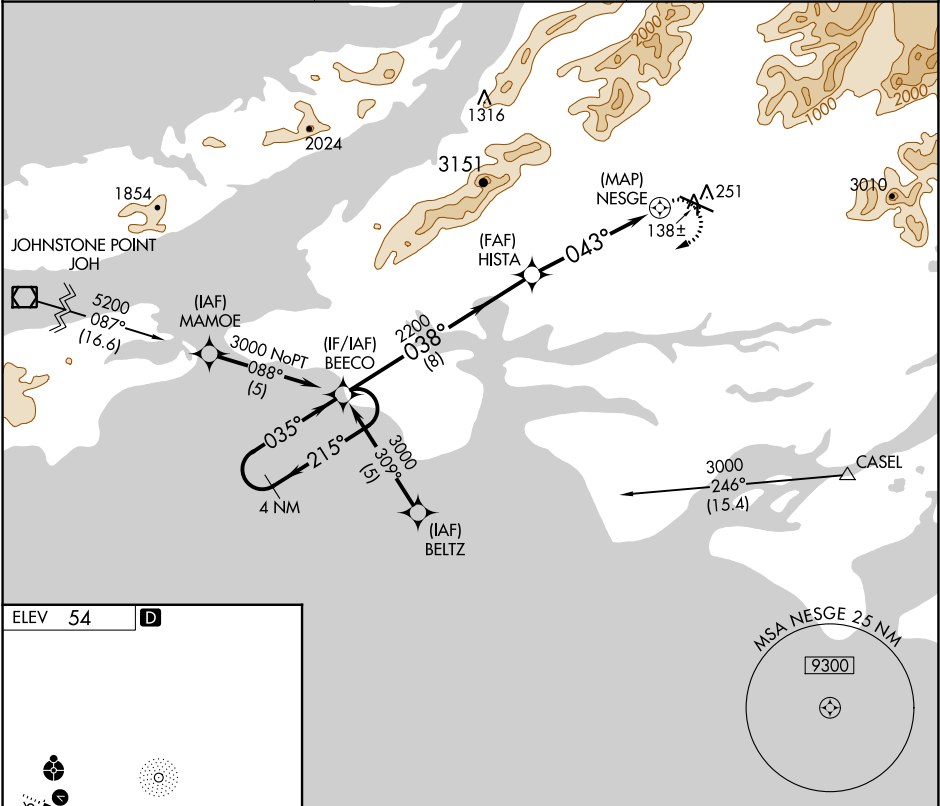 2000
1316
2024
1000
2000
3151
(MAP)
NESGE
251
138±
3010
1854
JOHNSTONE POINT
JOH
(FAF)
HISTA
043°
5200
087°
(16.6)
(IAF)
MAMOE
3000 NoPT
088°
(5)
(IF/IAF)
BEECO
2200
038°
(8)
035°
215°
4 NM
3000
309°
(5)
(IAF)
BELTZ
3000
246°
(15.4)
CASEL
ELEV 54
D
MSA NESGE 25 NM
9300